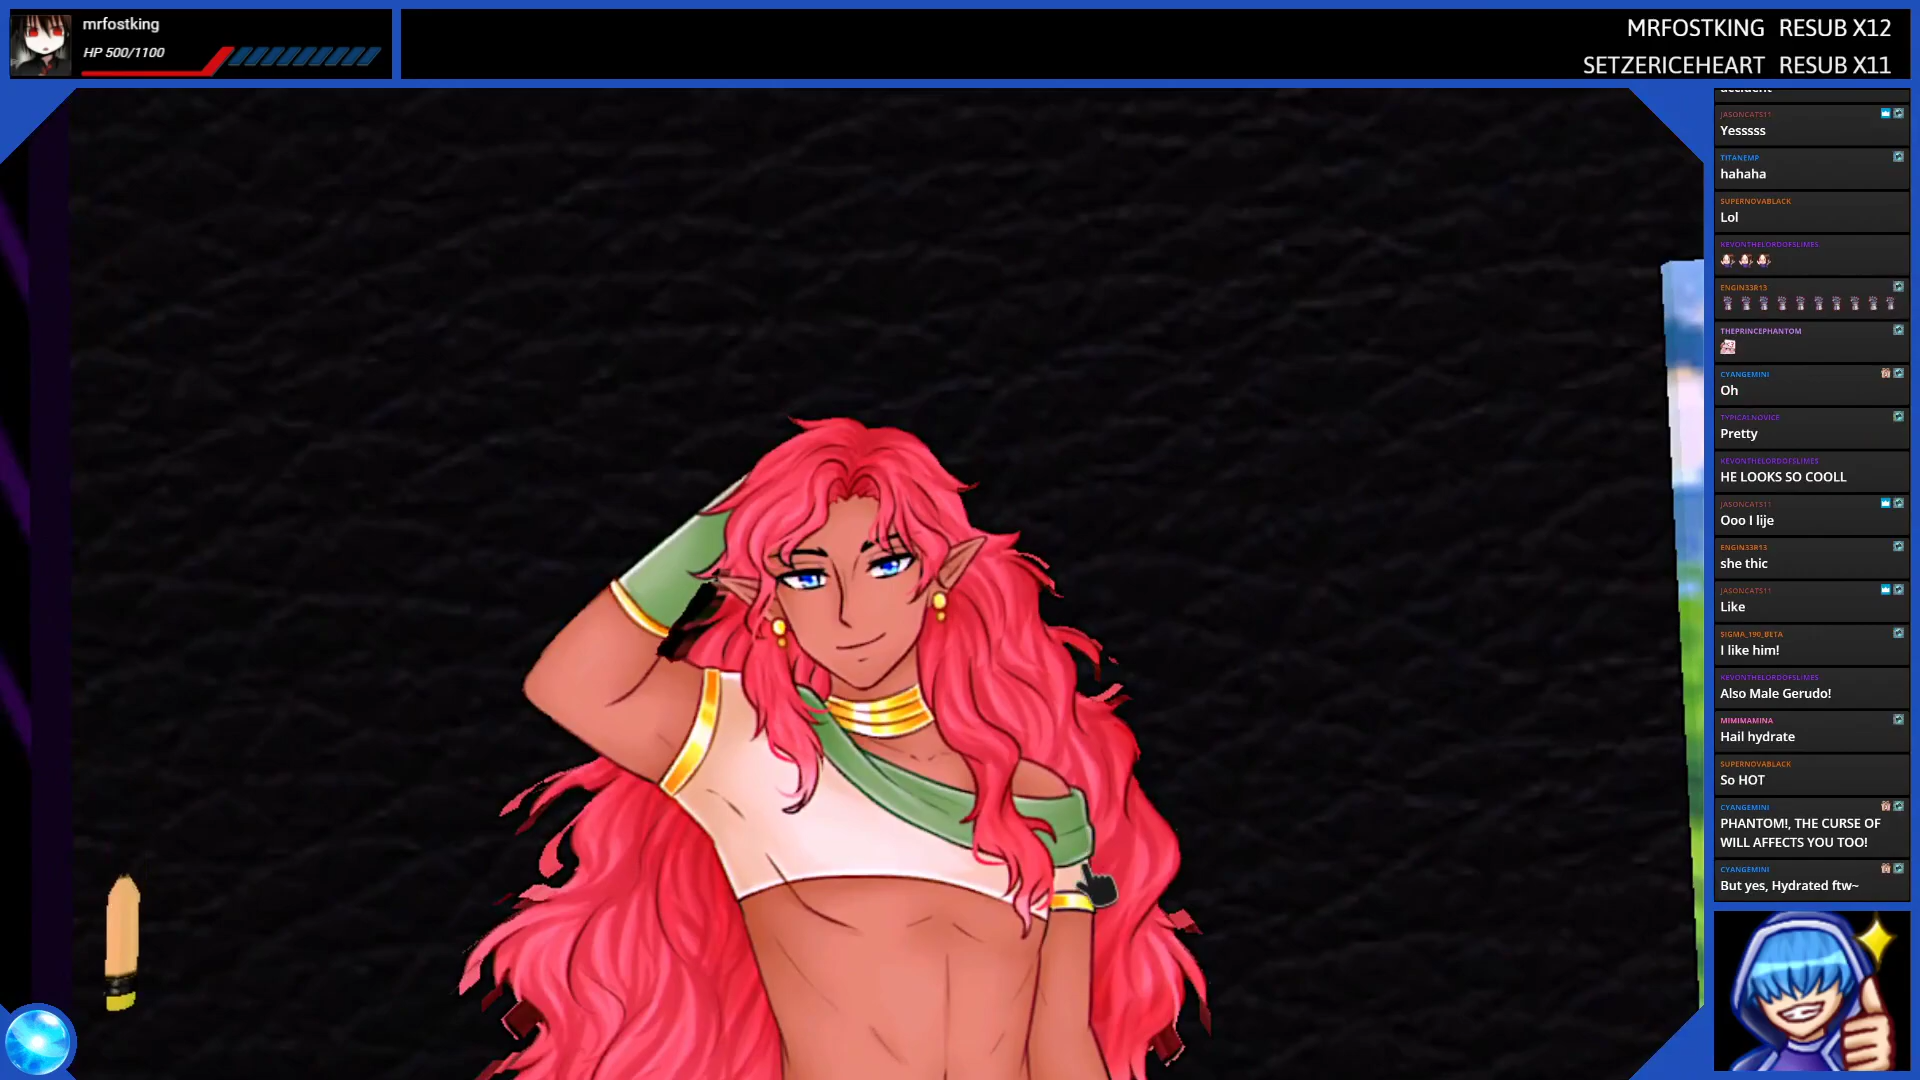 mrfostking
HP 500/1100
MRFOSTKING RESUB X12
SETZERICEHEART RESUB X11
accident
JASONCATS11
Yesssss
TITANEMP
hahaha
SUPERNOVABLACK
Lol
KEVONTHELORDOFSLIMES
ENGIN33R13
THEPRINCEPHANTOM
CYANGEMINI
Oh
TYPICALNOVICE
Pretty
KEVONTHELORDOFSLIMES
HE LOOKS SO COOLL
JASONCATS11
Ooo I lije
ENGIN33R13
she thic
JASONCATS11
Like
SIGMA_190_BETA
I like him!
KEVONTHELORDOFSLIMES
Also Male Gerudo!
MIMIMAMINA
Hail hydrate
SUPERNOVABLACK
So HOT
CYANGEMINI
PHANTOM!, THE CURSE OF
WILL AFFECTS YOU TOO!
CYANGEMINI
But yes, Hydrated ftw~